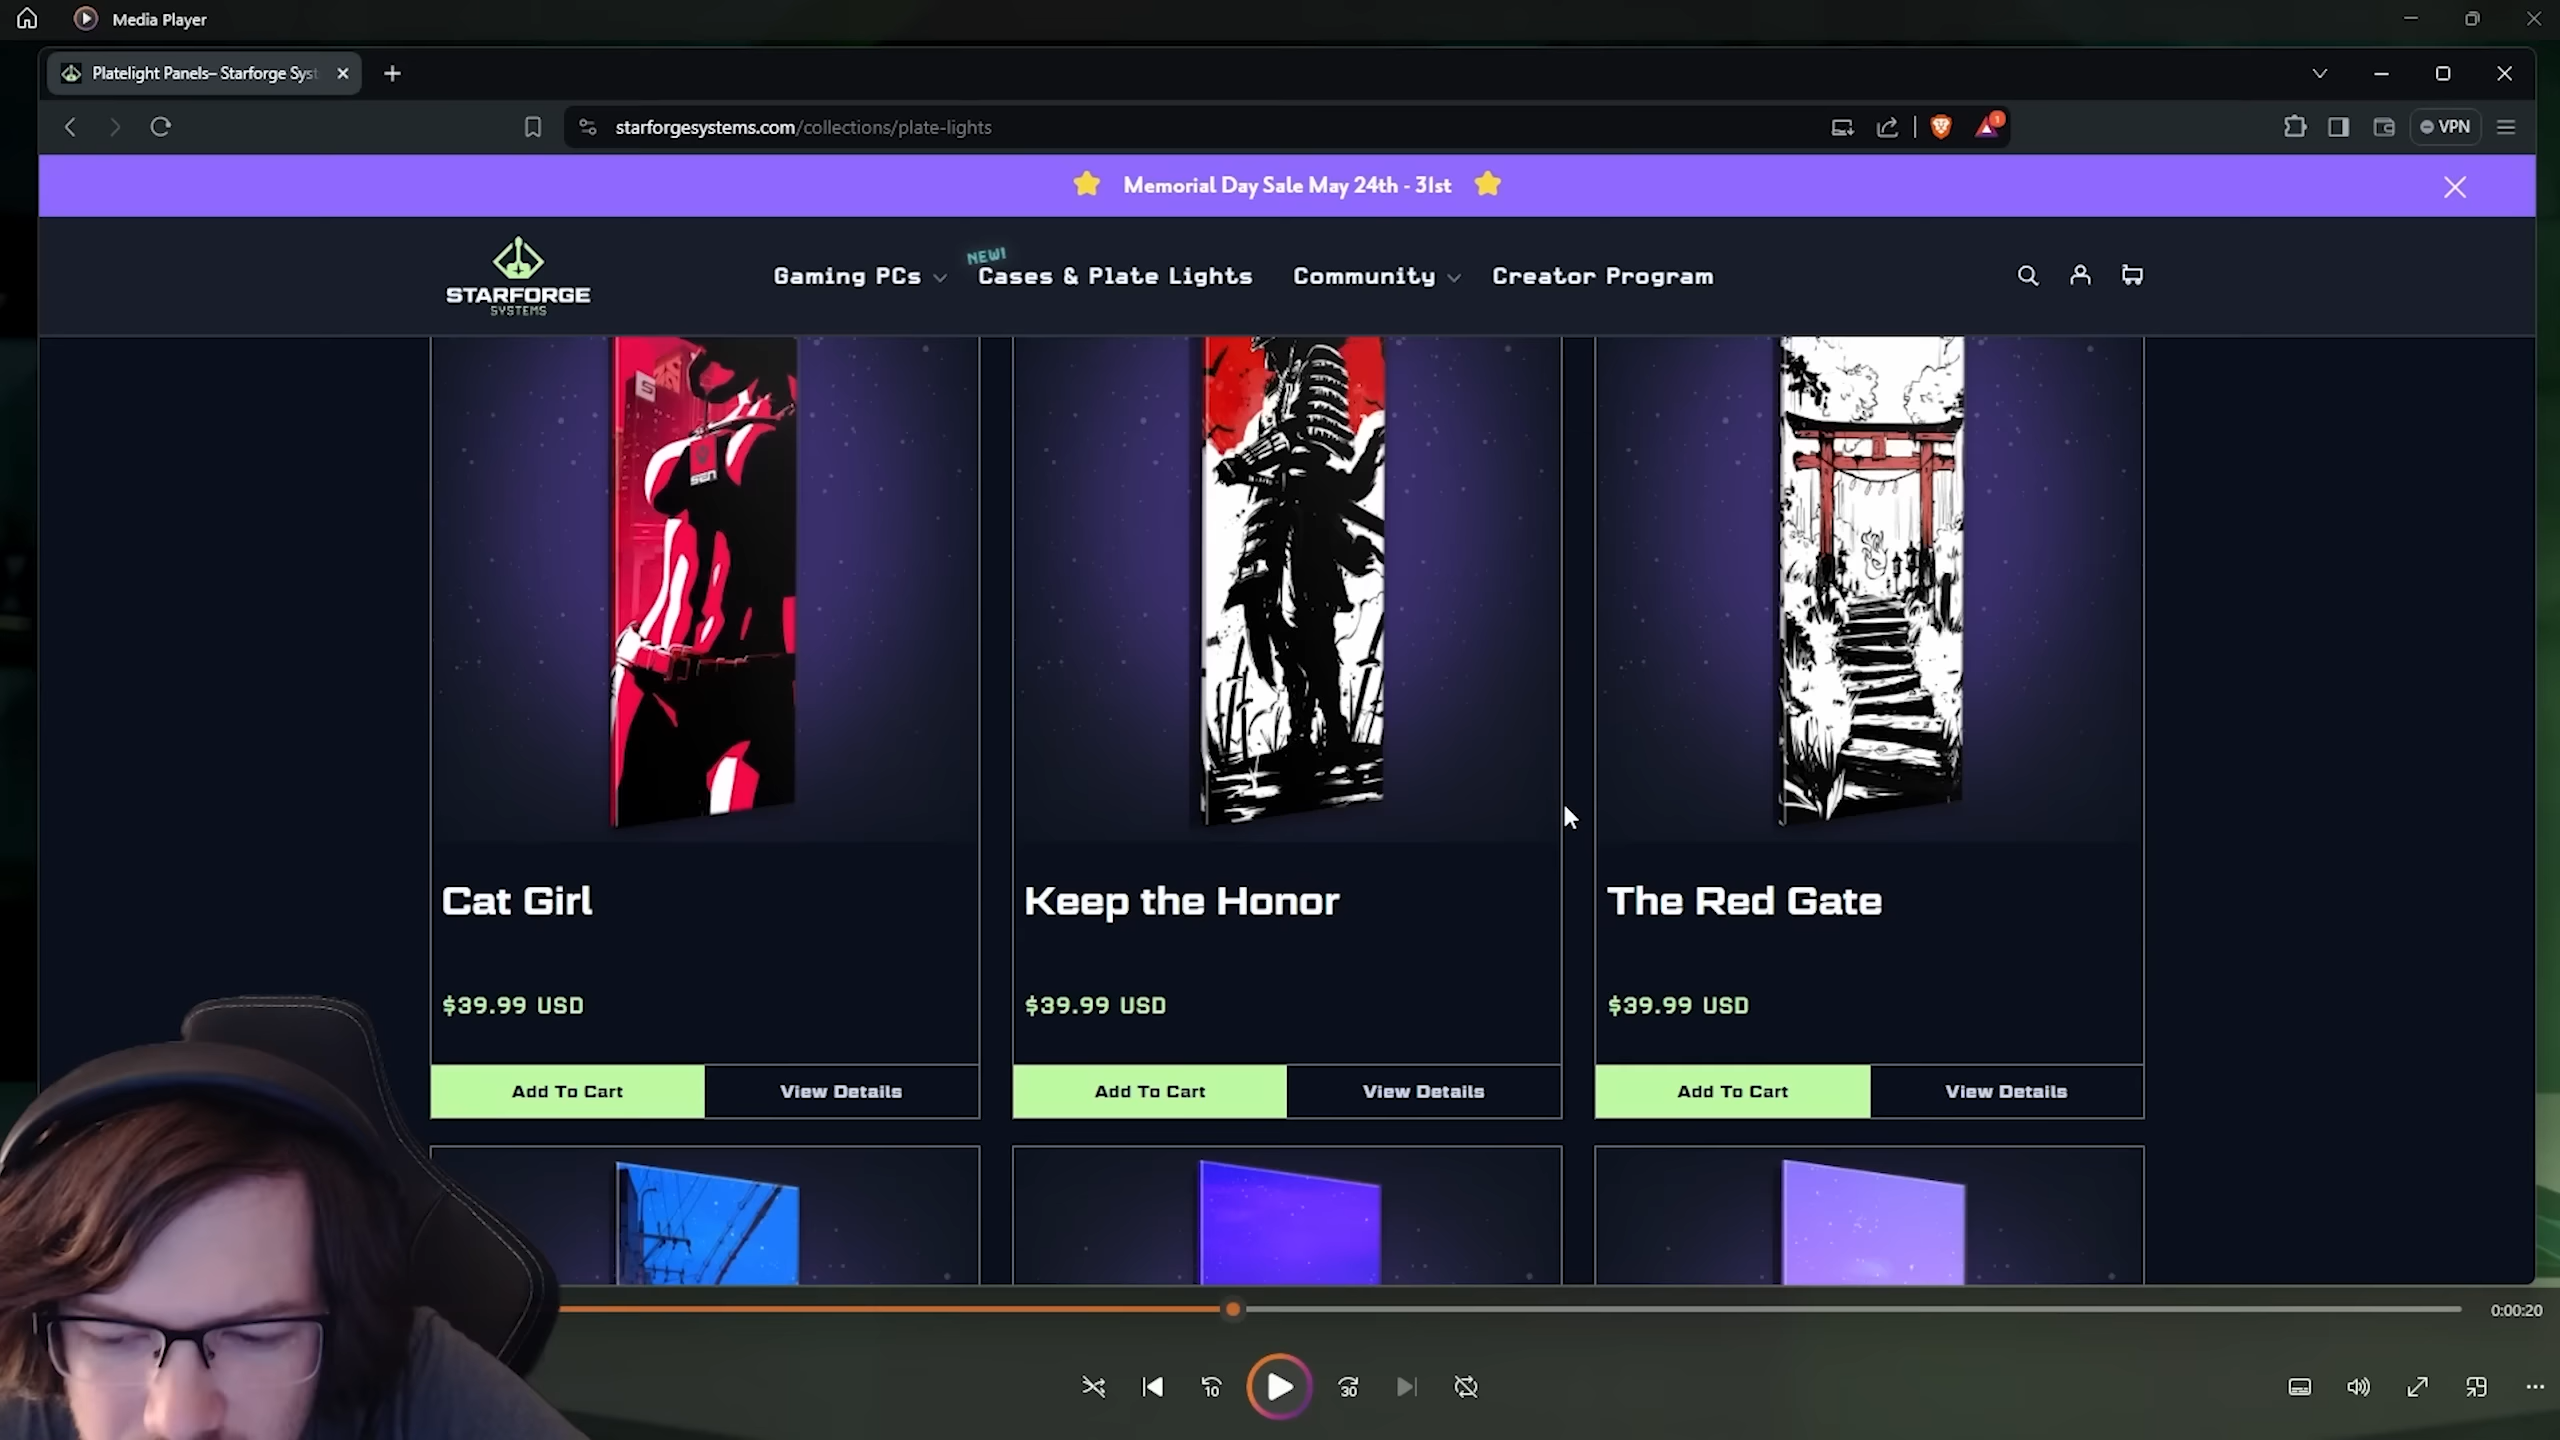 Media Player
Platelight Panels– Starforge Syst
starforgesystems.com/collections/plate-lights
1
VPN
Memorial Day Sale May 24th - 31st
STARFORGE
SYSTEMS
Gaming PCs
NEW!
Cases & Plate Lights
Community
Creator Program
S
Cat Girl
Keep the Honor
The Red Gate
$39.99 USD
$39.99 USD
$39.99 USD
Add To Cart
View Details
Add To Cart
View Details
Add To Cart
View Details
0:00:20
10
30